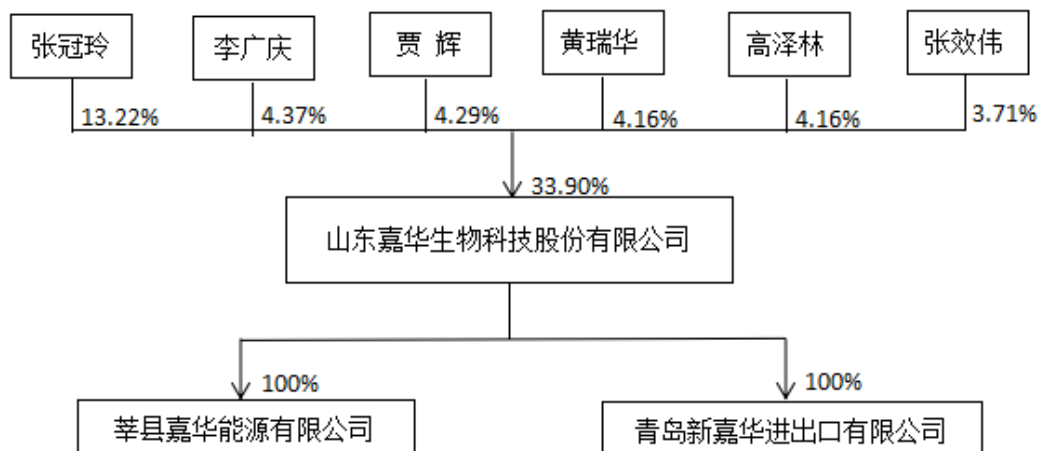 张冠玲
李广庆
贾 辉
黄瑞华
高泽林
张效伟
13.22%
4.37%
4.29%
4.16%
4.16%
3.71%
33.90%
山东嘉华生物科技股份有限公司
100%
100%
莘县嘉华能源有限公司
青岛新嘉华进出口有限公司